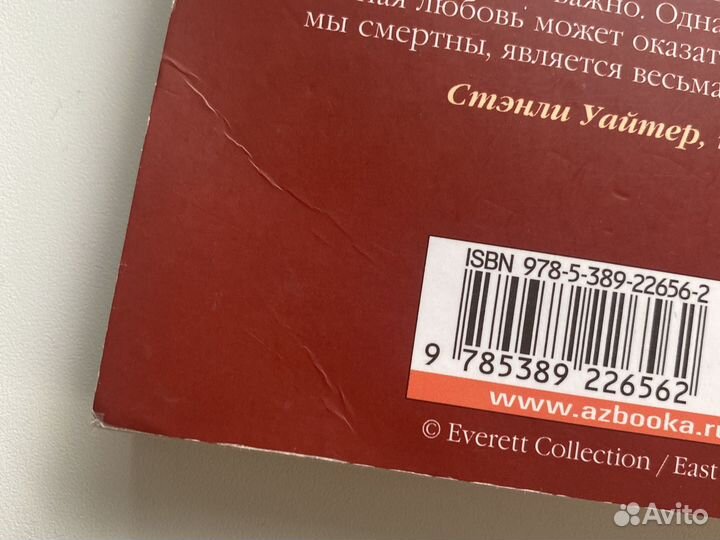 важно. Одна
ная любовь может оказат
мы смертны, является весьма
Стэнли Уайтер,
ISBN 978-5-389-22656-2
9 785389 226562
www.azbooka.ru
© Everett Collection / East
Avito